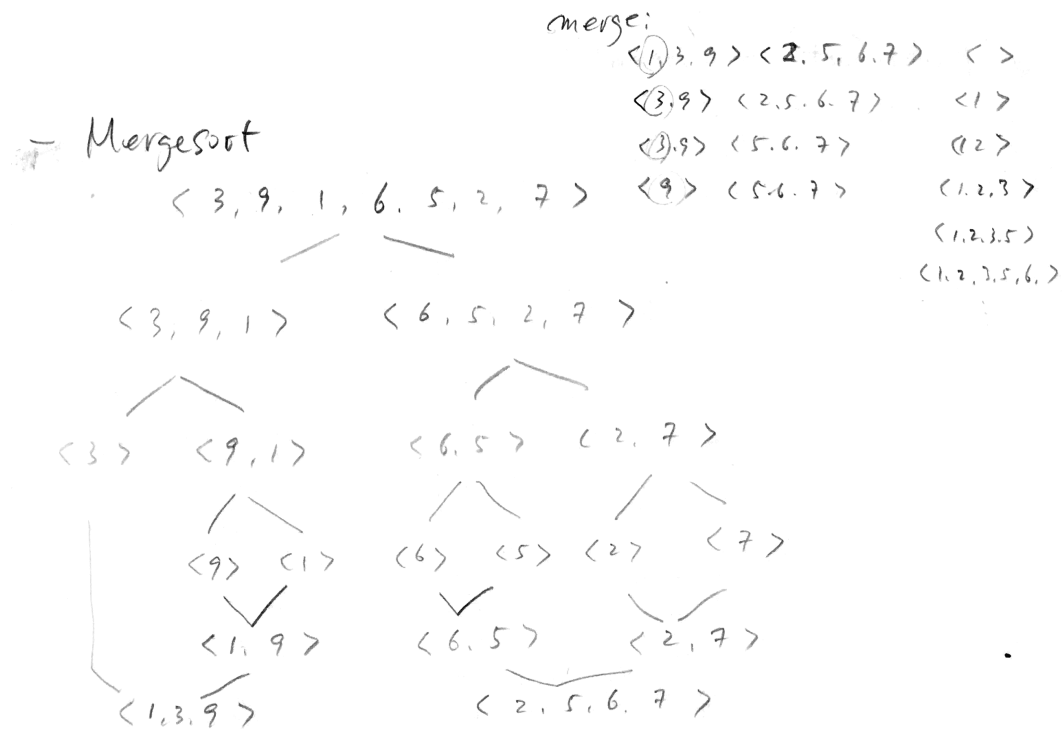 merge:
<1,3.9> <2.5,6.7> < >
<3.9> <2.5.6.7> <1>
<3.9> <5.6.7> <12>
<9> <5.6.7> <1.2,3>
<1.2.3.5>
<1.2,3,5,6,>
- Mergesort
<3, 9, 1, 6. 5, 2, 7>
<3, 9, 1> <6, 5, 2, 7>
<3> <9, 1> <6.5> <2, 7>
<9> <1> <6> <5> <2> <7>
<1, 9> <6.5> <2, 7>
<1,3.9> <2, 5, 6. 7>